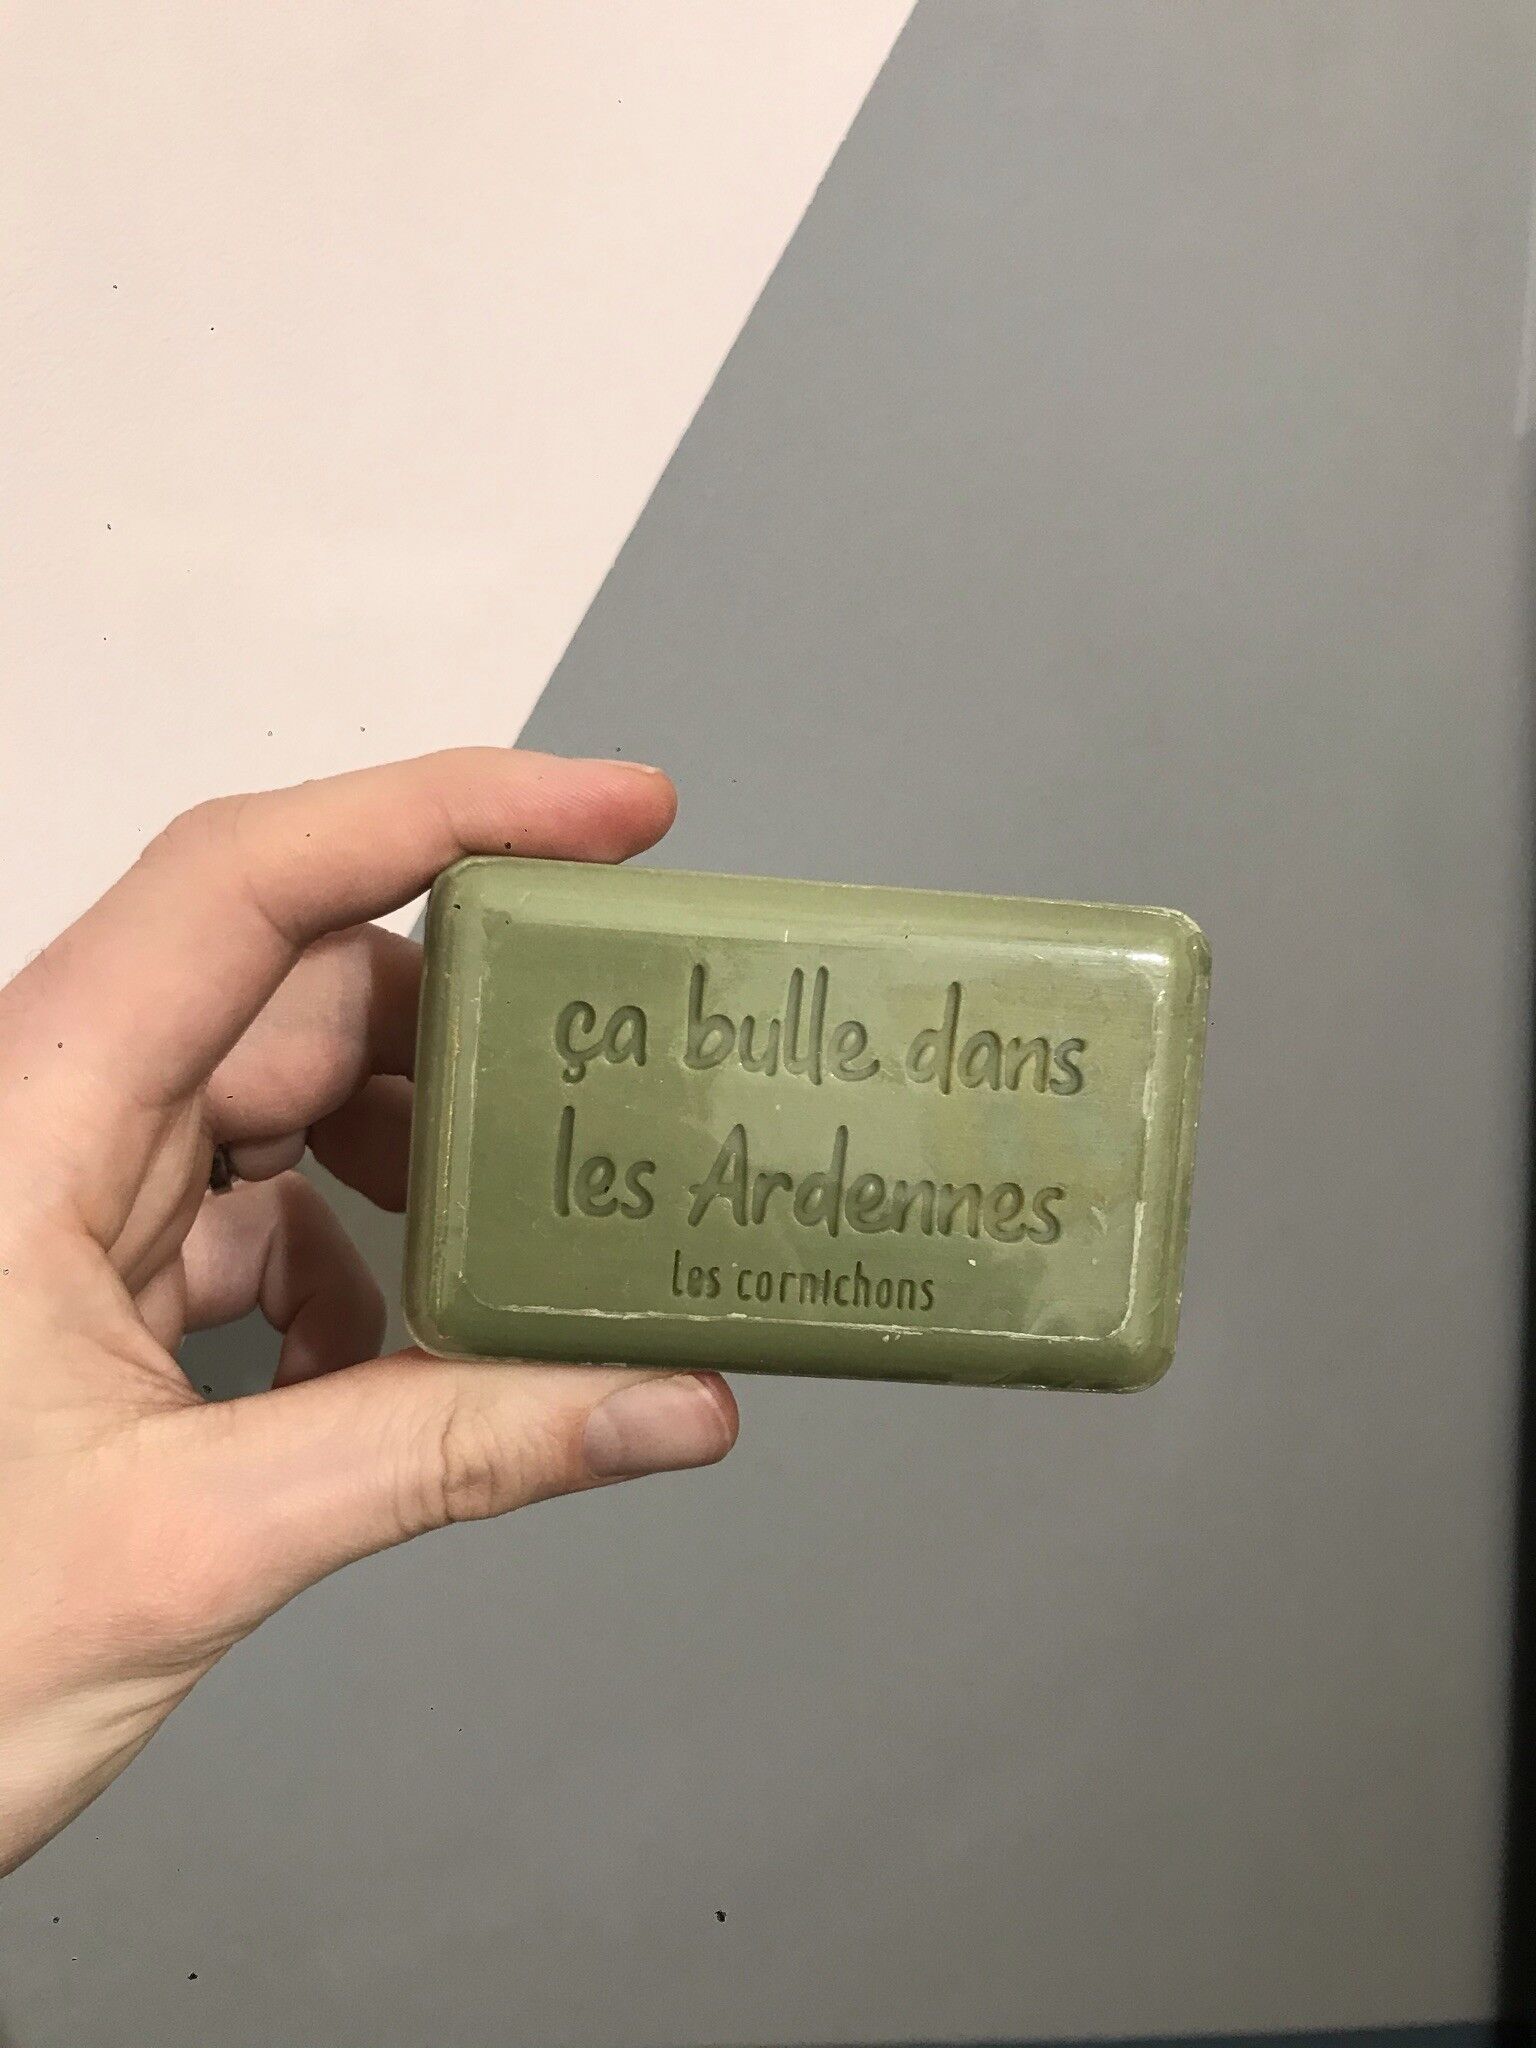 ça bulle dans
les Ardennes
les cornichons